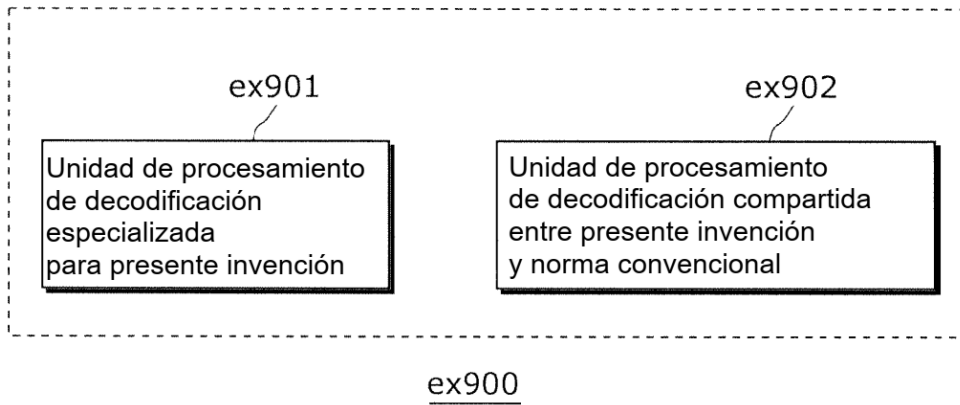 ex901
Unidad de procesamiento
de decodificación
especializada
para presente invención
ex902
Unidad de procesamiento
de decodificación compartida
entre presente invención
y norma convencional
ex900